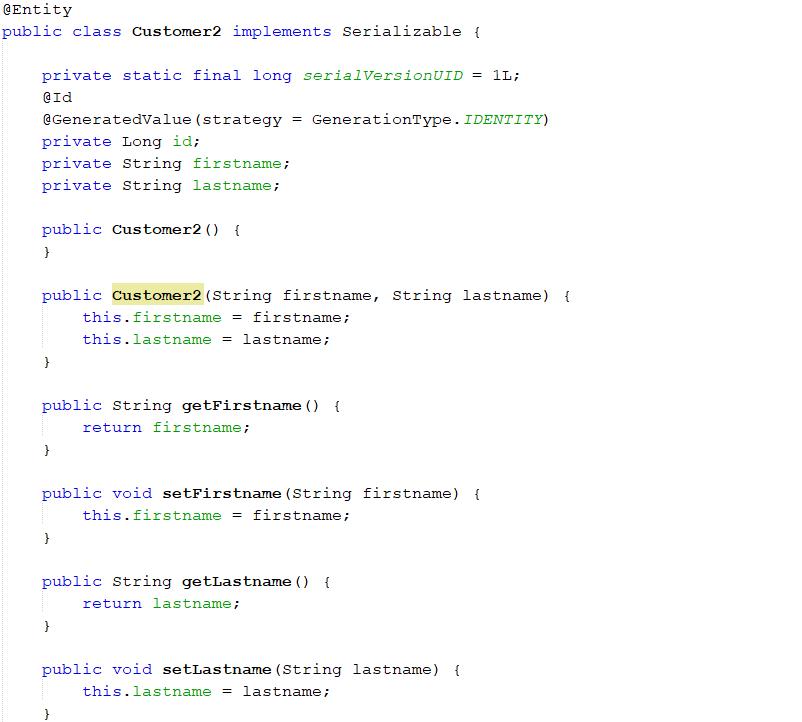 @Entity
public class Customer2 implements Serializable {
private static final long serialVersionUID = 1L;
@Id
@GeneratedValue(strategy = GenerationType.IDENTITY)
private Long id;
private String firstname;
private String lastname;
public Customer2() {
}
public Customer2(String firstname, String lastname) {
this.firstname = firstname;
this.lastname = lastname;
}
public String getFirstname() {
return firstname;
}
public void setFirstname(String firstname) {
this.firstname = firstname;
}
public String getLastname() {
return lastname;
}
public void setLastname(String lastname) {
this.lastname = lastname;
}